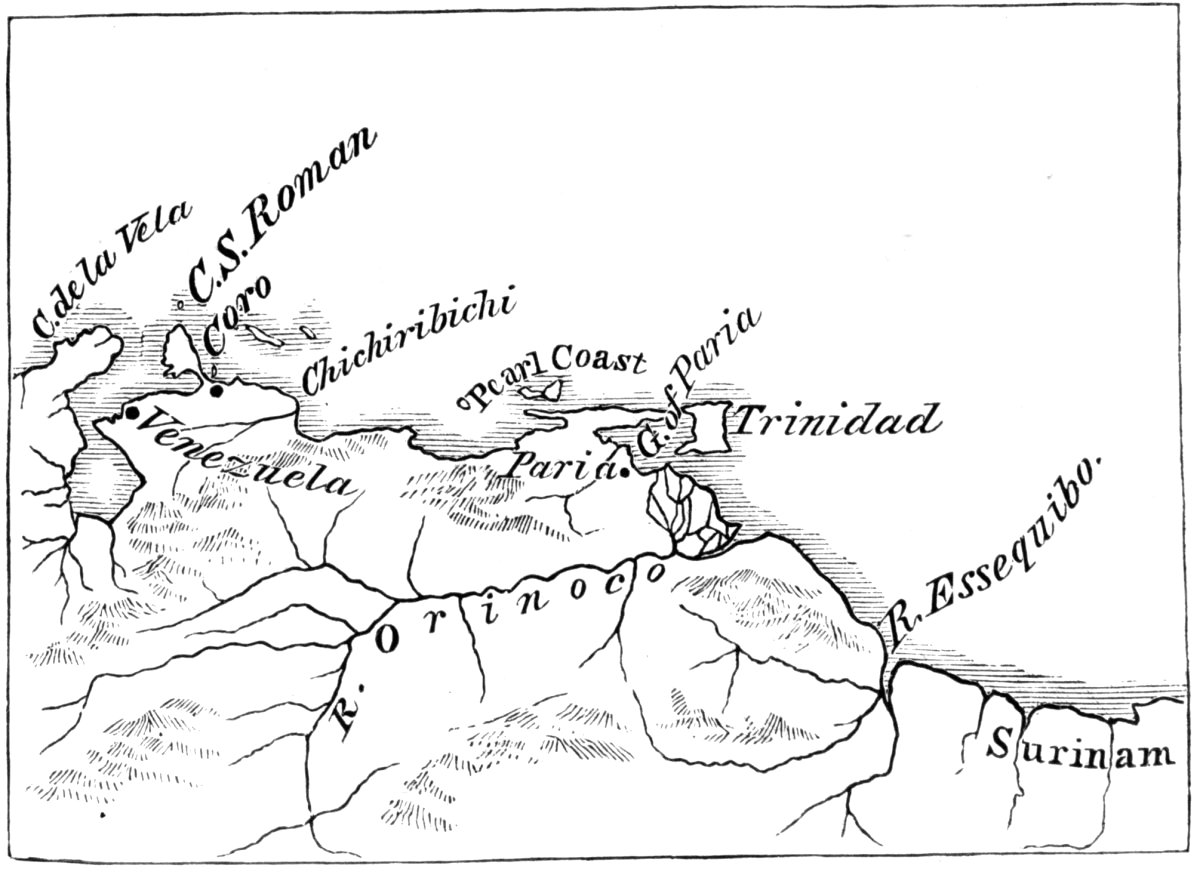 C. de la Vela
C. S. Roman
Coro
Chichiribichi
Pearl Coast
G. of Paria
Trinidad
Venezuela
Paria
R. Orinoco
R. Essequibo.
Surinam